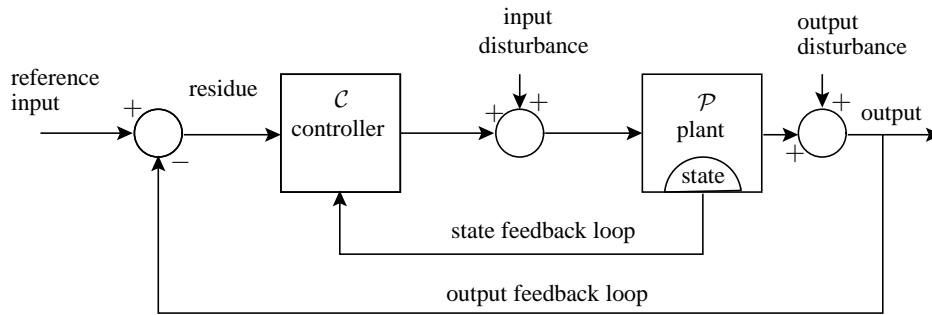 input
disturbance
output
disturbance
reference
input
residue
𝒞
controller
𝒫
plant
state
output
+
−
+
+
+
+
state feedback loop
output feedback loop